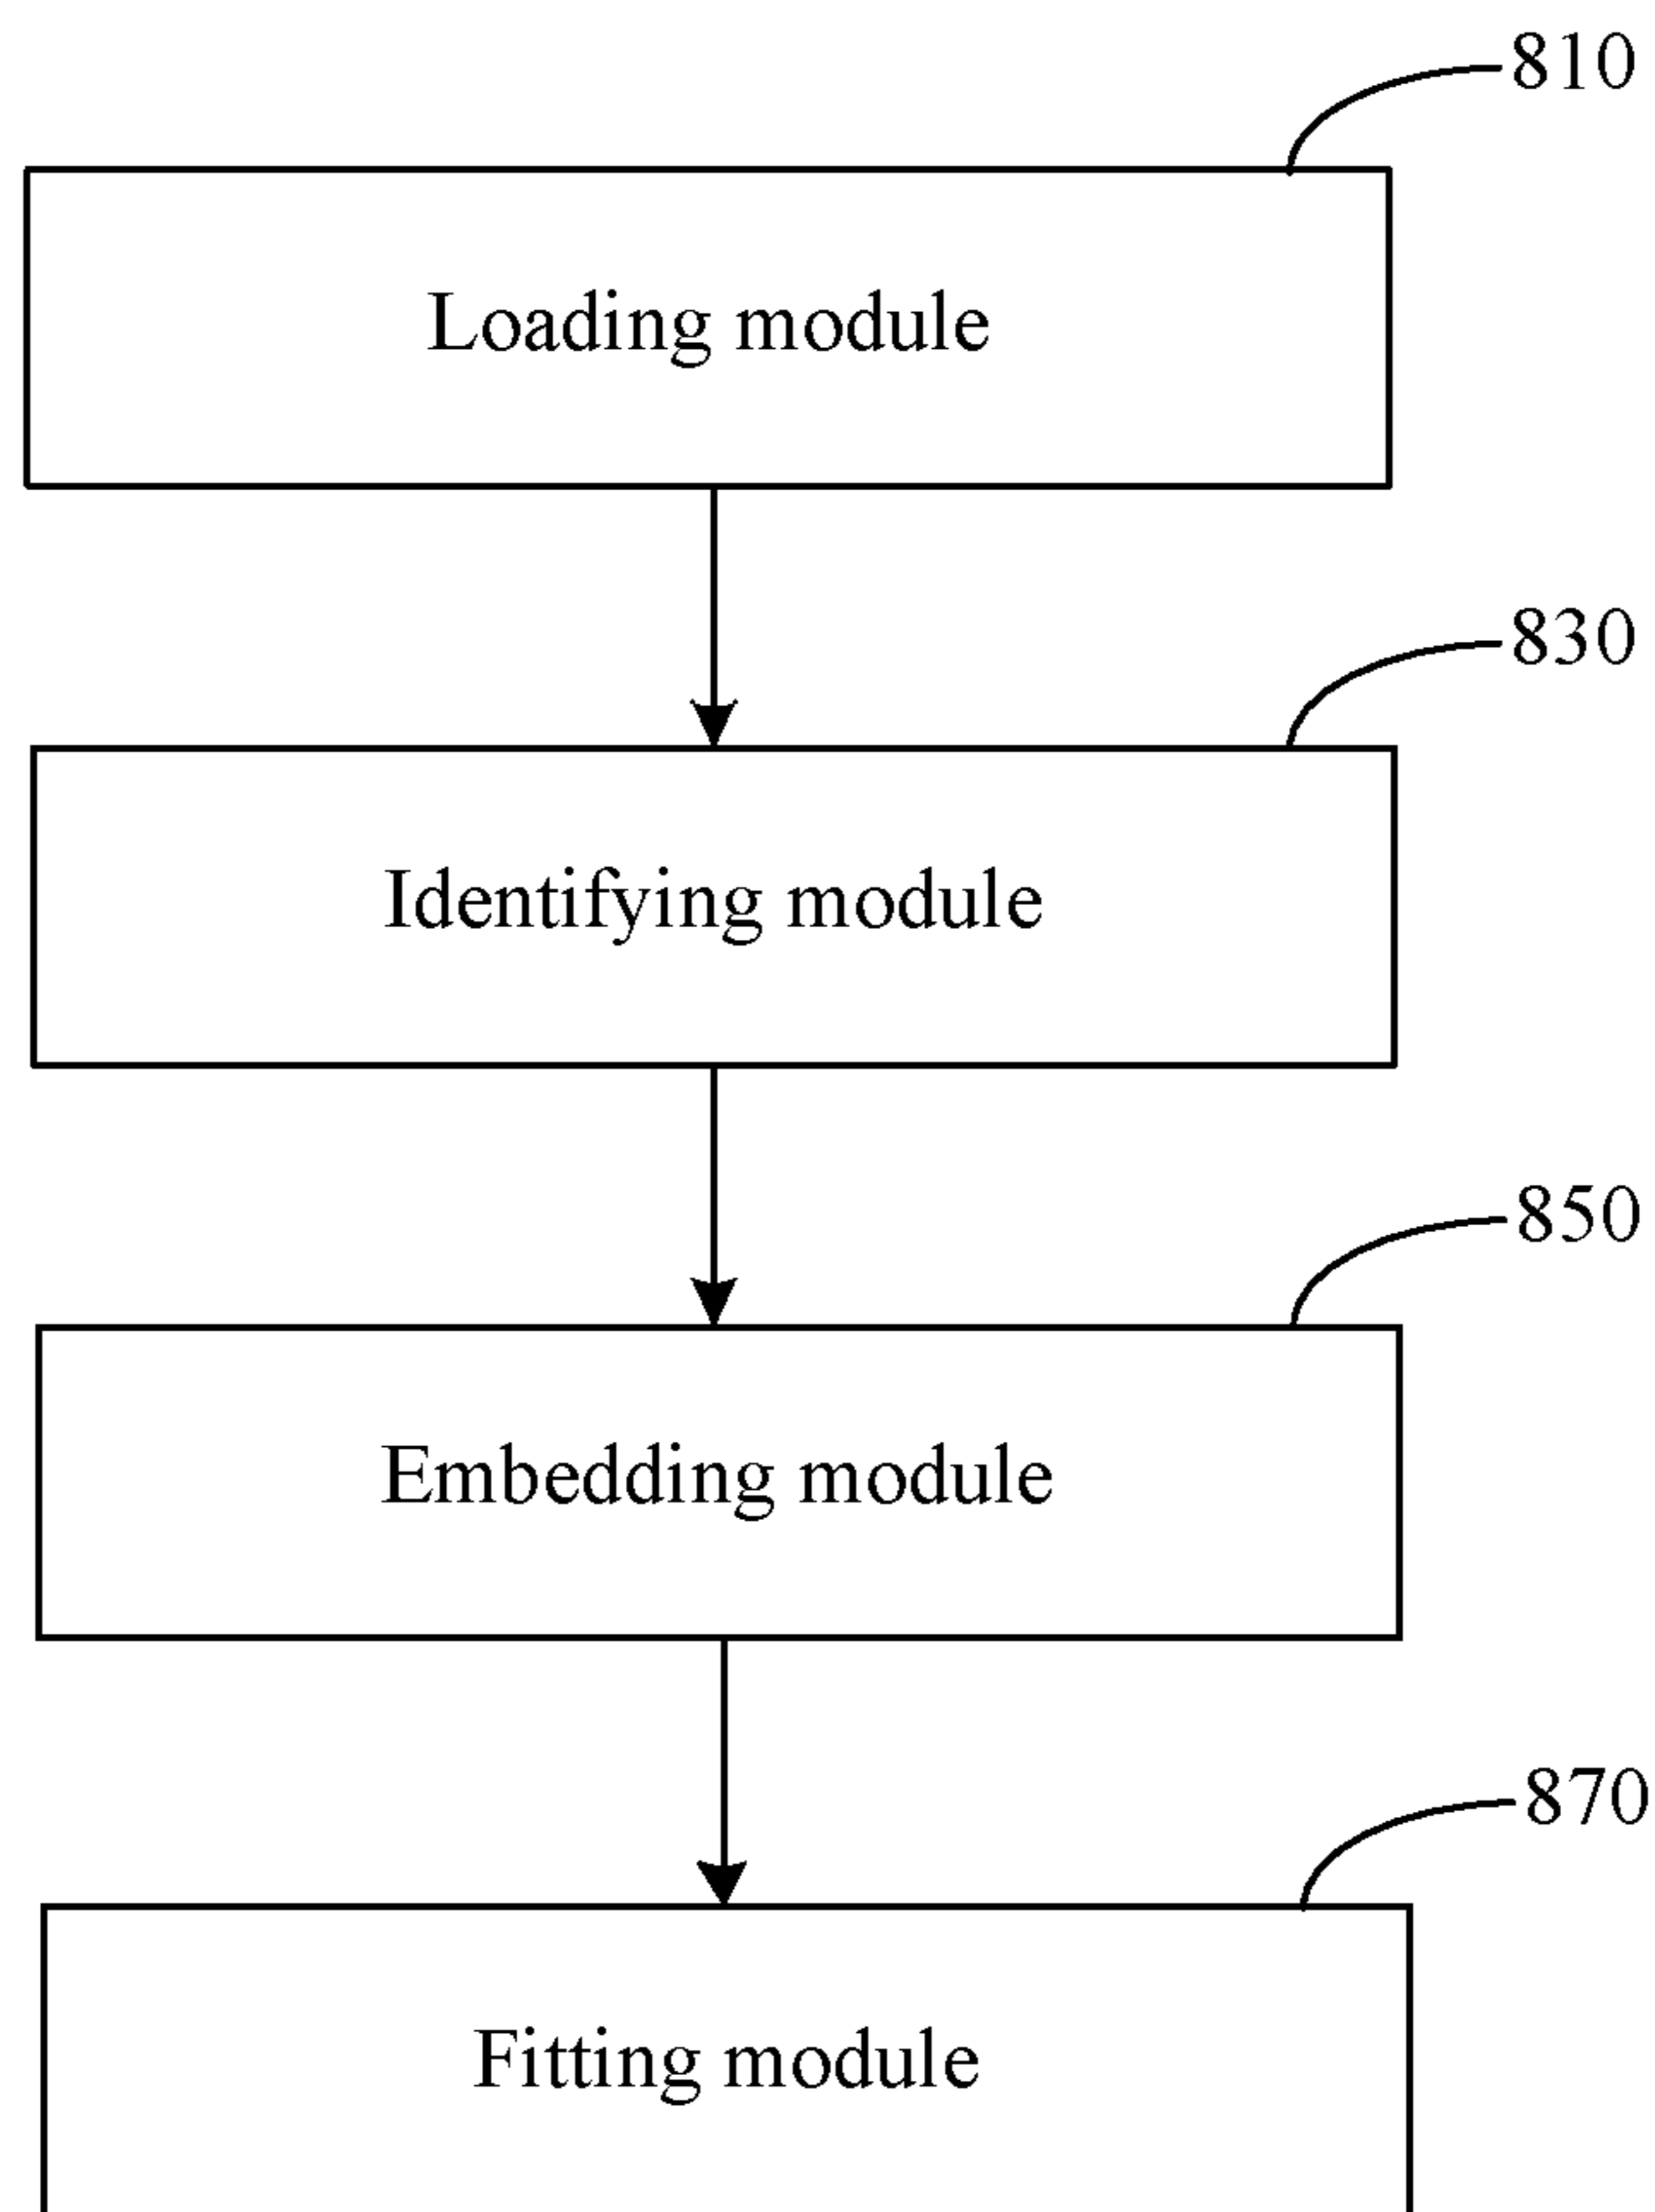 810
Loading module
830
Identifying module
850
Embedding module
870
Fitting module